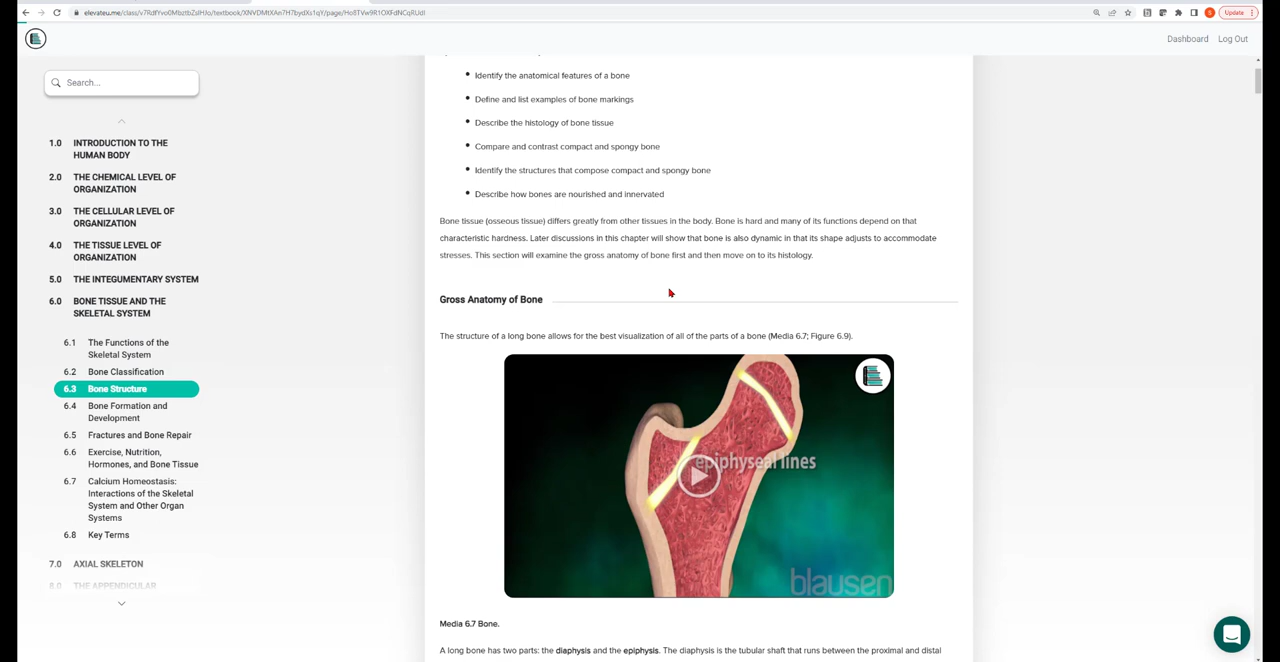 elevateu.me/class/v7RdfYvo0MbztbZslHJo/textbook/XNVDMtXAn7H7bydXs1qY/page/Ho8TVw9R1OXFdNCqRUdI
Update
Dashboard
Log Out
Search...
1.0 INTRODUCTION TO THE
HUMAN BODY
2.0 THE CHEMICAL LEVEL OF
ORGANIZATION
3.0 THE CELLULAR LEVEL OF
ORGANIZATION
4.0 THE TISSUE LEVEL OF
ORGANIZATION
5.0 THE INTEGUMENTARY SYSTEM
6.0 BONE TISSUE AND THE
SKELETAL SYSTEM
6.1 The Functions of the
Skeletal System
6.2 Bone Classification
6.3 Bone Structure
6.4 Bone Formation and
Development
6.5 Fractures and Bone Repair
6.6 Exercise, Nutrition,
Hormones, and Bone Tissue
6.7 Calcium Homeostasis:
Interactions of the Skeletal
System and Other Organ
Systems
6.8 Key Terms
7.0 AXIAL SKELETON
8.0 THE APPENDICULAR
• Identify the anatomical features of a bone
• Define and list examples of bone markings
• Describe the histology of bone tissue
• Compare and contrast compact and spongy bone
• Identify the structures that compose compact and spongy bone
• Describe how bones are nourished and innervated
Bone tissue (osseous tissue) differs greatly from other tissues in the body. Bone is hard and many of its functions depend on that
characteristic hardness. Later discussions in this chapter will show that bone is also dynamic in that its shape adjusts to accommodate
stresses. This section will examine the gross anatomy of bone first and then move on to its histology.
Gross Anatomy of Bone
The structure of a long bone allows for the best visualization of all of the parts of a bone (Media 6.7; Figure 6.9).
epiphyseal lines
blausen
Media 6.7 Bone.
A long bone has two parts: the diaphysis and the epiphysis. The diaphysis is the tubular shaft that runs between the proximal and distal